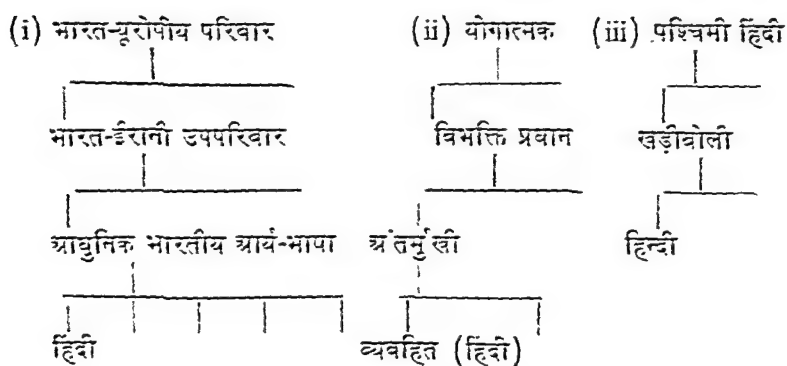 (i) भारत-यूरोपीय परिवार (ii) योगात्मक (iii) पश्चिमी हिंदी
भारत-ईरानी उपपरिवार विभक्ति प्रधान खड़ीबोली
आधुनिक भारतीय आर्य-भाषा अंतर्मुखी हिन्दी
हिंदी व्यवहित (हिंदी)